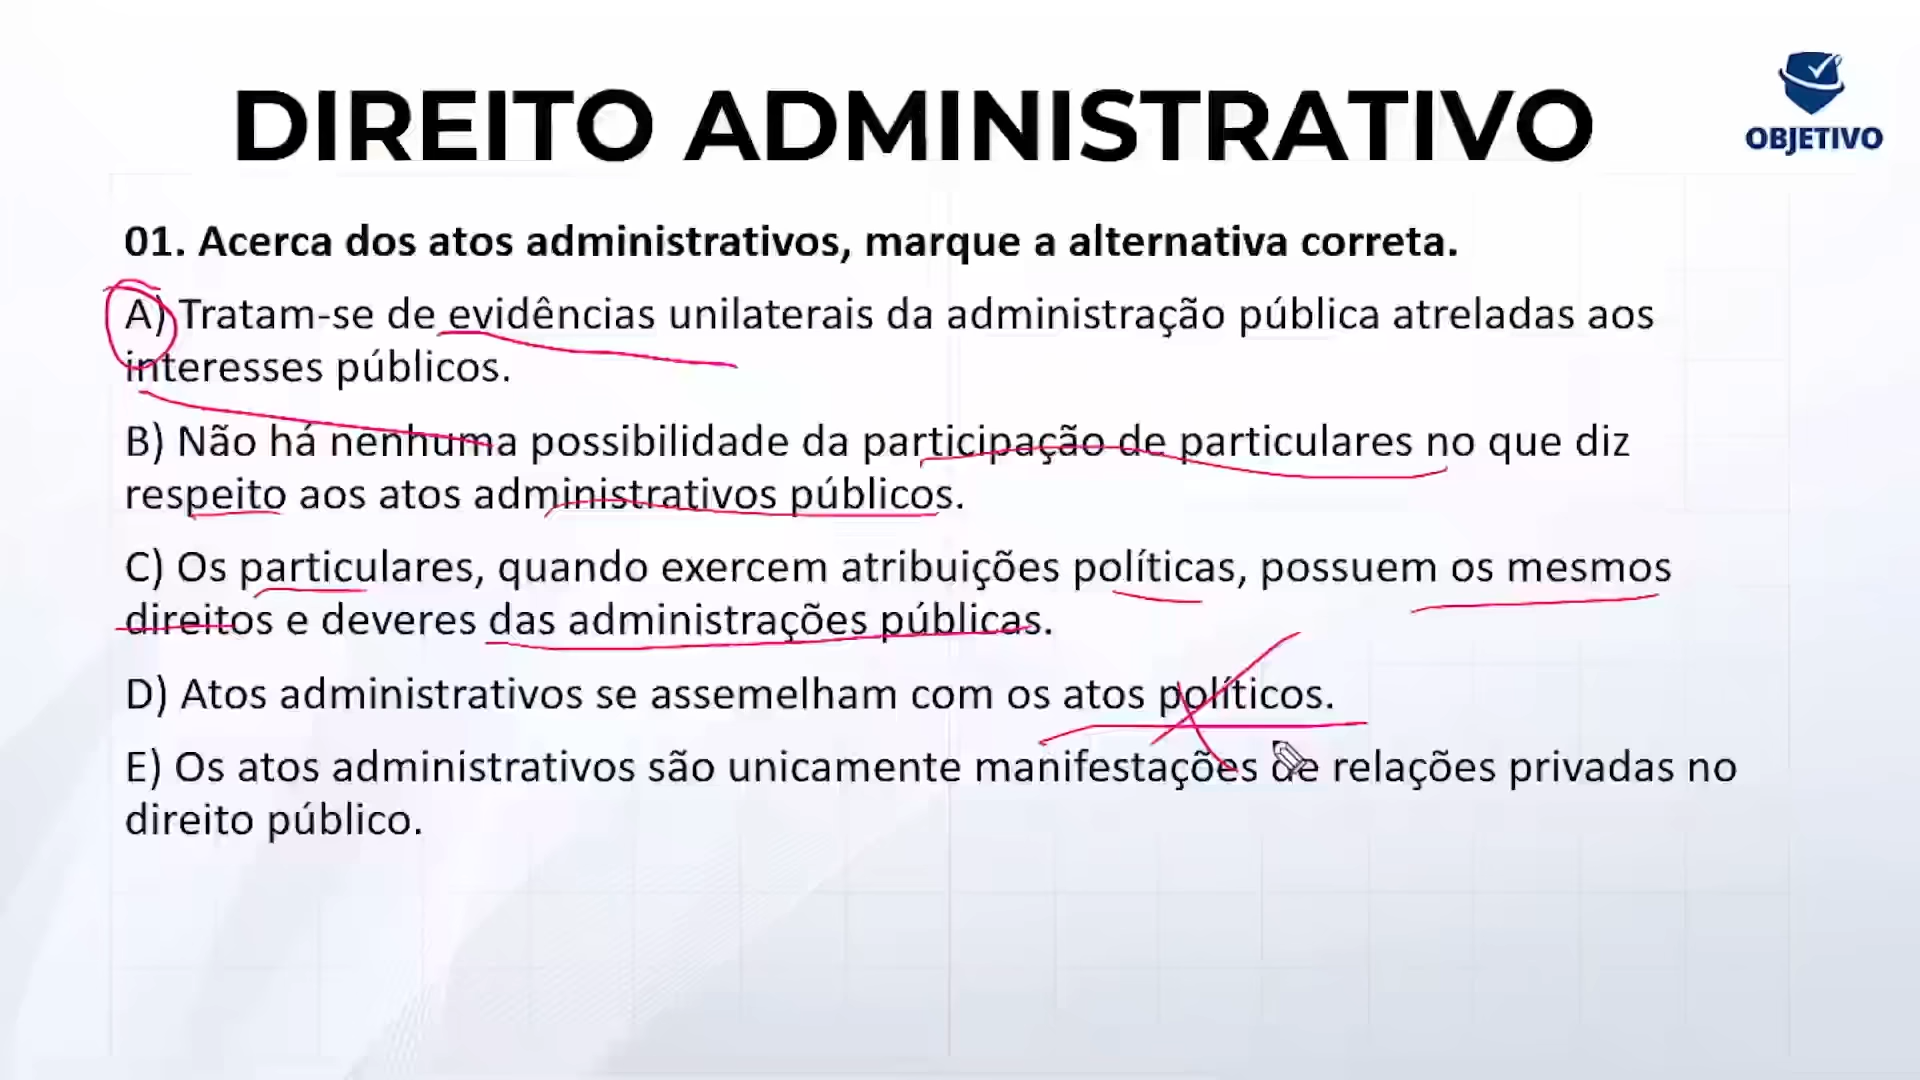 DIREITO ADMINISTRATIVO
OBJETIVO
01. Acerca dos atos administrativos, marque a alternativa correta.
A) Tratam-se de evidências unilaterais da administração pública atreladas aos
interesses públicos.
B) Não há nenhuma possibilidade da participação de particulares no que diz
respeito aos atos administrativos públicos.
C) Os particulares, quando exercem atribuições políticas, possuem os mesmos
direitos e deveres das administrações públicas.
D) Atos administrativos se assemelham com os atos políticos.
E) Os atos administrativos são unicamente manifestações de relações privadas no
direito público.